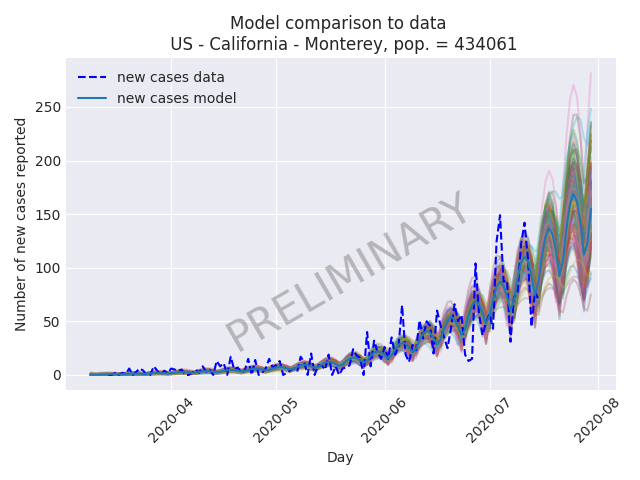 Model comparison to data
US - California - Monterey, pop. = 434061
new cases data
new cases model
Number of new cases reported
250
200
150
100
50
0
PRELIMINARY
2020-04
2020-05
2020-06
2020-07
2020-08
Day